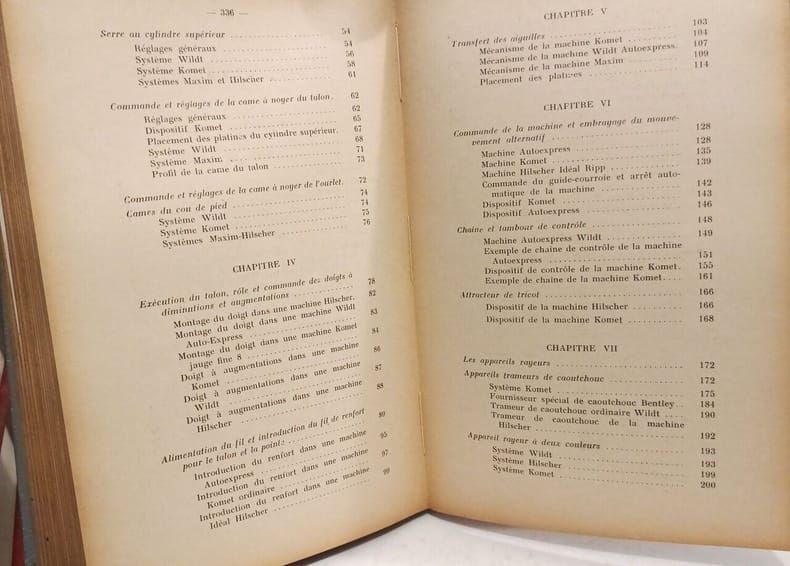 — 336 —
Serre au cylindre supérieur 54
Réglages généraux 54
Système Wildt 56
Système Komet 58
Systèmes Maxim et Hilscher 61
Commande et réglages de la came à noyer du talon. 62
Réglages généraux 62
Dispositif Komet 65
Placement des platines du cylindre supérieur. 67
Système Wildt 68
Système Maxim 71
Profil de la came du talon 73
Commande et réglages de la came à noyer de l'ourlet. 72
Cames du cou de pied 74
Système Wildt 74
Système Komet 75
Systèmes Maxim-Hilscher 76
CHAPITRE IV
Exécution du talon, rôle et commande des doigts à
diminutions et augmentations 78
Montage du doigt dans une machine Hilscher. 82
Montage du doigt dans une machine Wildt
Auto-Express 83
Montage du doigt dans une machine Komet
jauge fine 8 84
Doigt à augmentations dans une machine
Komet 86
Doigt à augmentations dans une machine
Wildt 87
Doigt à augmentations dans une machine
Hilscher 88
Alimentation du fil et introduction du fil de renfort
pour le talon et la pointe 89
Introduction du renfort dans une machine
Autoexpress 95
Introduction du renfort dans une machine
Komet ordinaire 97
Introduction du renfort dans une machine
Idéal Hilscher 99
CHAPITRE V
Transfert des aiguilles 103
Mécanisme de la machine Komet 104
Mécanisme de la machine Wildt Autoexpress. 107
Mécanisme de la machine Maxim 109
Placement des platines 114
CHAPITRE VI
Commande de la machine et embrayage du mouve-
vement alternatif 128
Machine Autoexpress 128
Machine Komet 135
Machine Hilscher Idéal Ripp 139
Commande du guide-courroie et arrêt auto-
matique de la machine 142
Dispositif Komet 143
Dispositif Autoexpress 146
Chaîne et tambour de contrôle 148
Machine Autoexpress Wildt 149
Exemple de chaine de contrôle de la machine
Autoexpress 151
Dispositif de contrôle de la machine Komet. 155
Exemple de chaine de la machine Komet 161
Attracteur de tricot 166
Dispositif de la machine Hilscher 166
Dispositif de la machine Komet 168
CHAPITRE VII
Les appareils rayeurs 172
Appareils trameurs de caoutchouc 172
Système Komet 175
Fournisseur spécial de caoutchouc Bentley 184
Trameur de caoutchouc ordinaire Wildt 190
Trameur de caoutchouc de la machine
Hilscher 192
Appareil rayeur à deux couleurs 193
Système Wildt 193
Système Hilscher 199
Système Komet 200